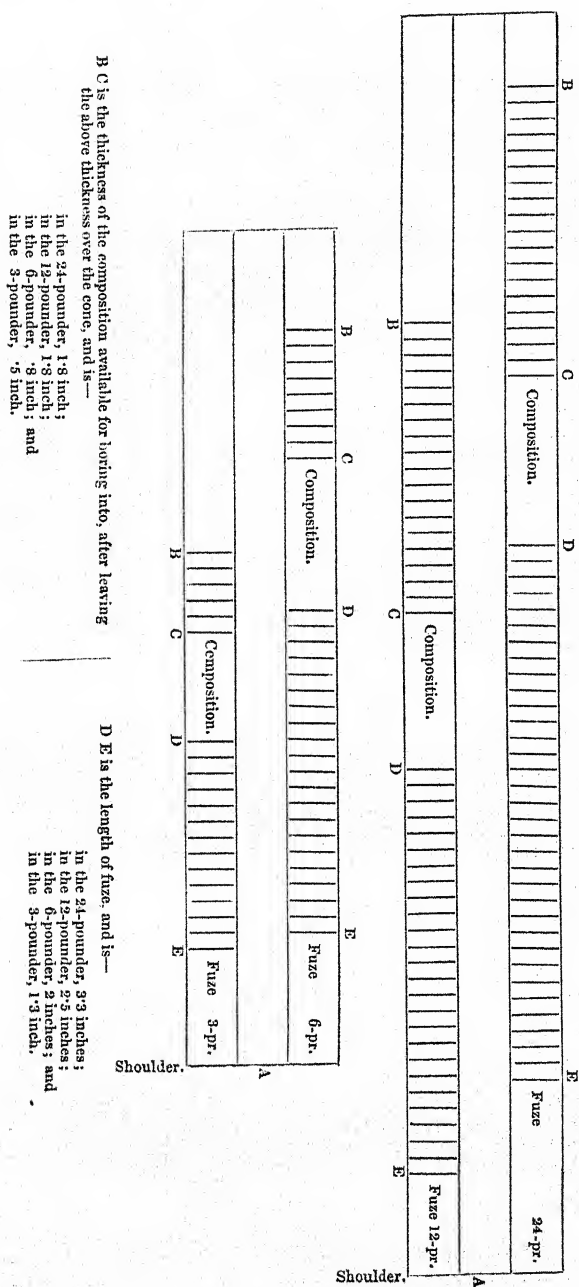 B C D E
Composition. Fuze 24-pr.
A
Composition. Fuze 12-pr.
B C D E
Shoulder.
B C D E
Composition. Fuze 6-pr.
A
Composition. Fuze 3-pr.
B C D E
Shoulder.
B C is the thickness of the composition available for boring into, after leaving
the above thickness over the cone, and is—
in the 24-pounder, 1·8 inch;
in the 12-pounder, 1·8 inch;
in the 6-pounder, ·8 inch; and
in the 3-pounder, ·5 inch.
D E is the length of fuze, and is—
in the 24-pounder, 3·3 inches;
in the 12-pounder, 2·5 inches;
in the 6-pounder, 2 inches; and
in the 3-pounder, 1·3 inch.